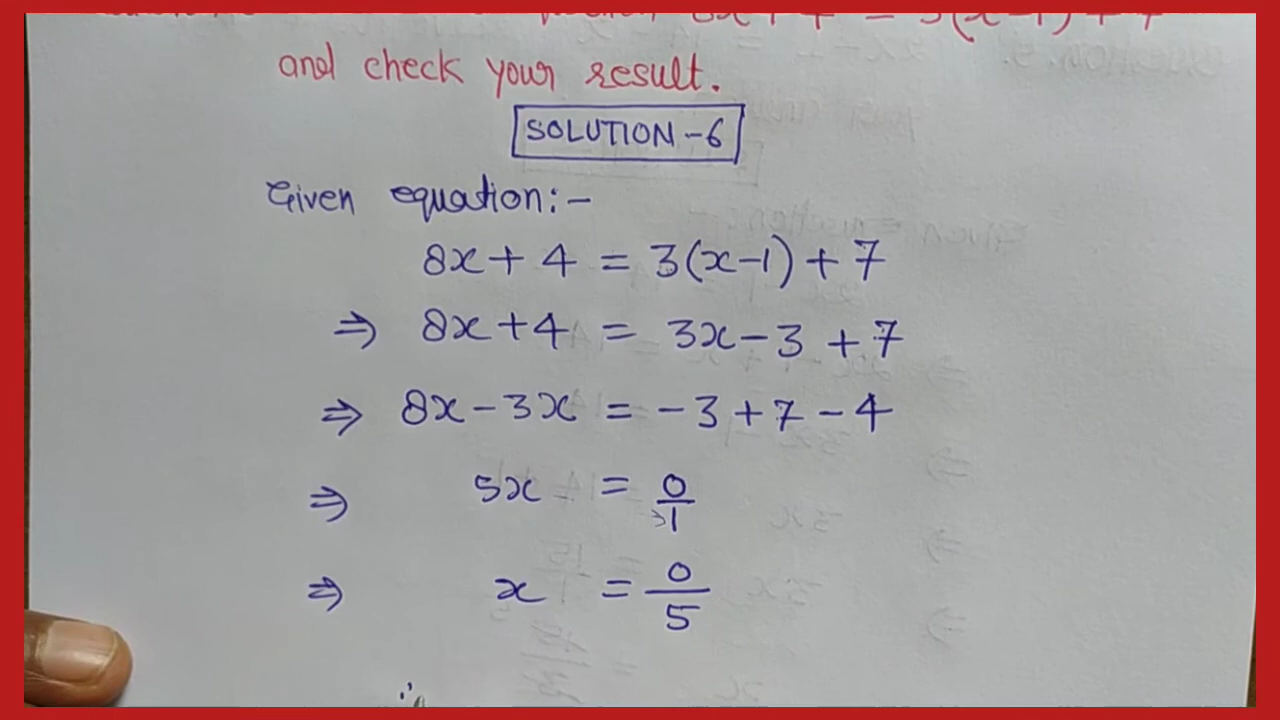 and check your result.
SOLUTION-6
Given equation:-
8x + 4 = 3(x-1) + 7
⇒ 8x + 4 = 3x - 3 + 7
⇒ 8x - 3x = -3 + 7 - 4
⇒ 5x = 0/1
⇒ x = 0/5
∴